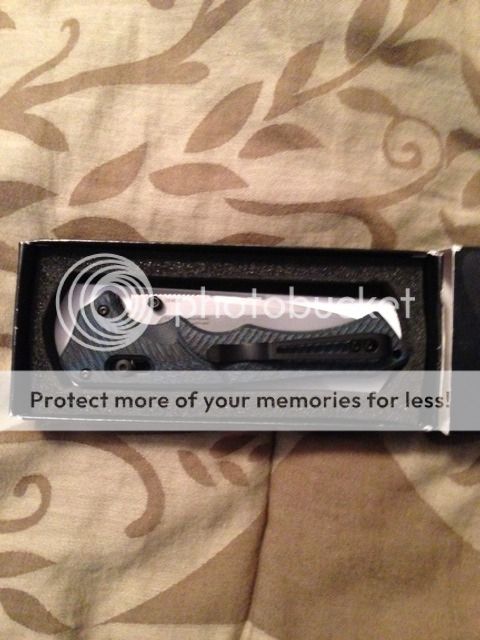 photobucket
Protect more of your memories for less!